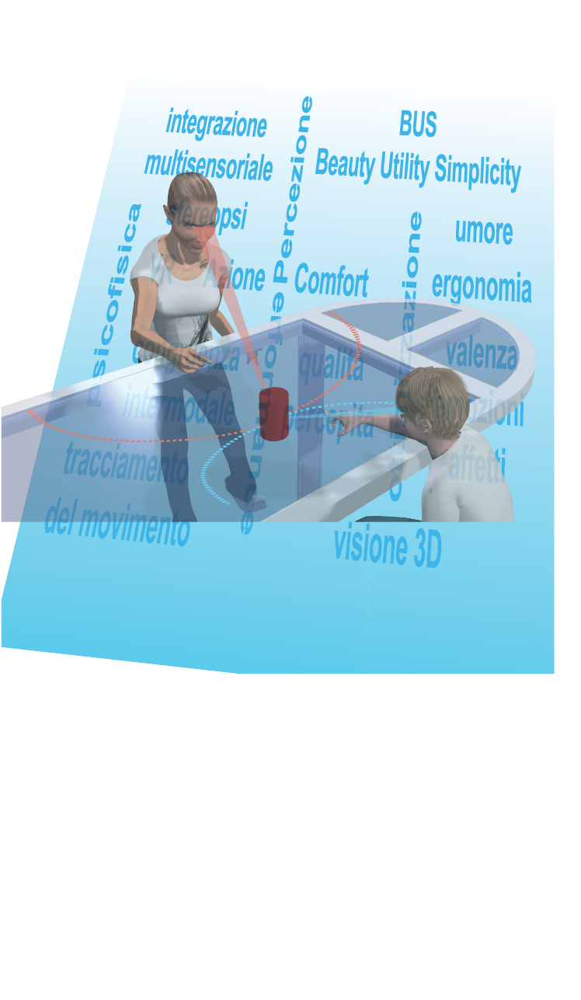 integrazione
multisensoriale
stereopsi
Azione
intermodale
tracciamento
del movimento
psicofisica
Percezione
BUS
Beauty Utility Simplicity
Comfort
qualità
percepita
visione 3D
umore
ergonomia
valenza
emozioni
affetti